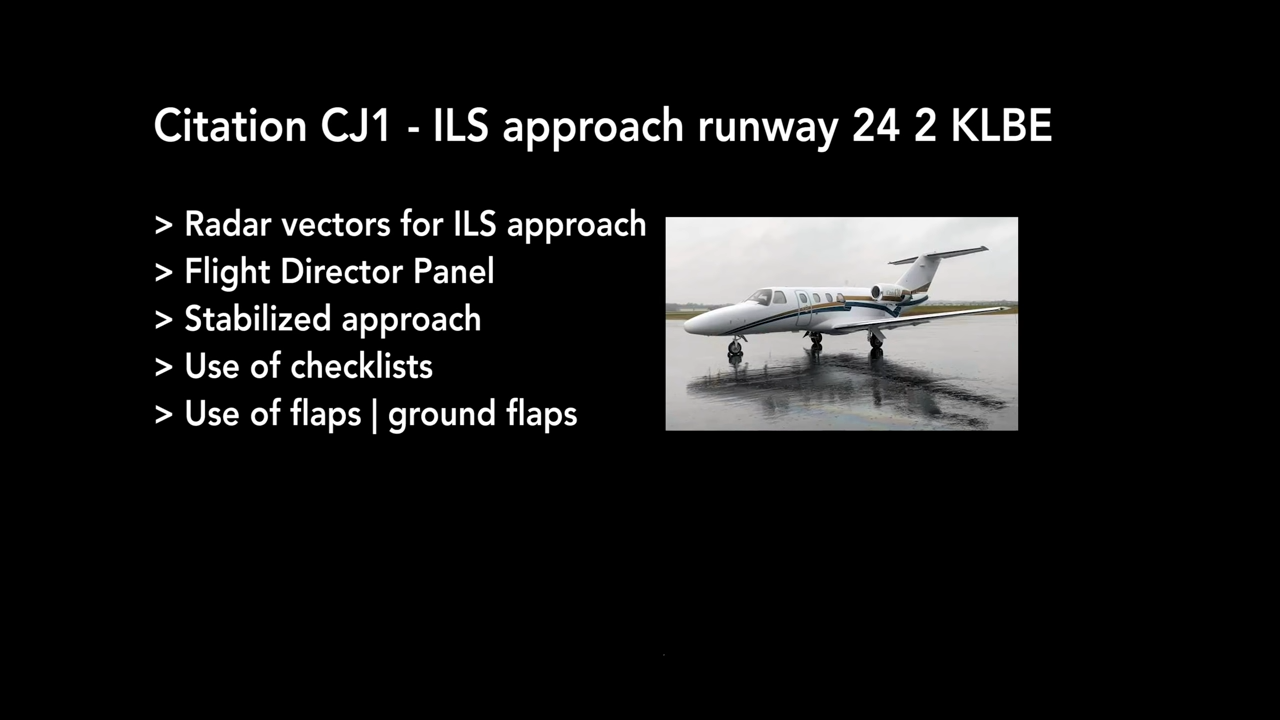 Citation CJ1 - ILS approach runway 24 2 KLBE
> Radar vectors for ILS approach
> Flight Director Panel
> Stabilized approach
> Use of checklists
> Use of flaps | ground flaps